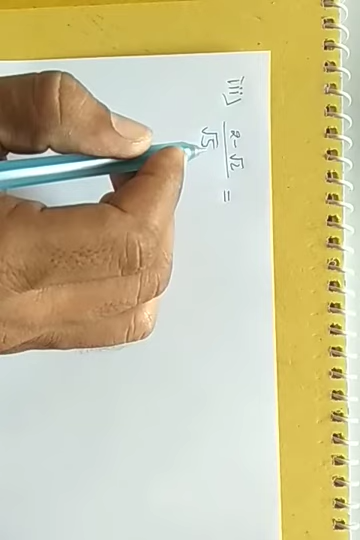 iii) (2-√2)/√5 =